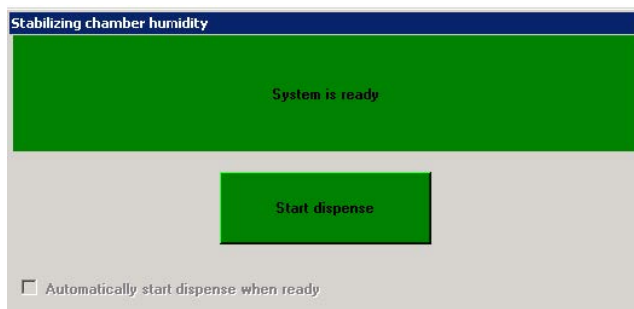 Stabilizing chamber humidity
System is ready
Start dispense
Automatically start dispense when ready